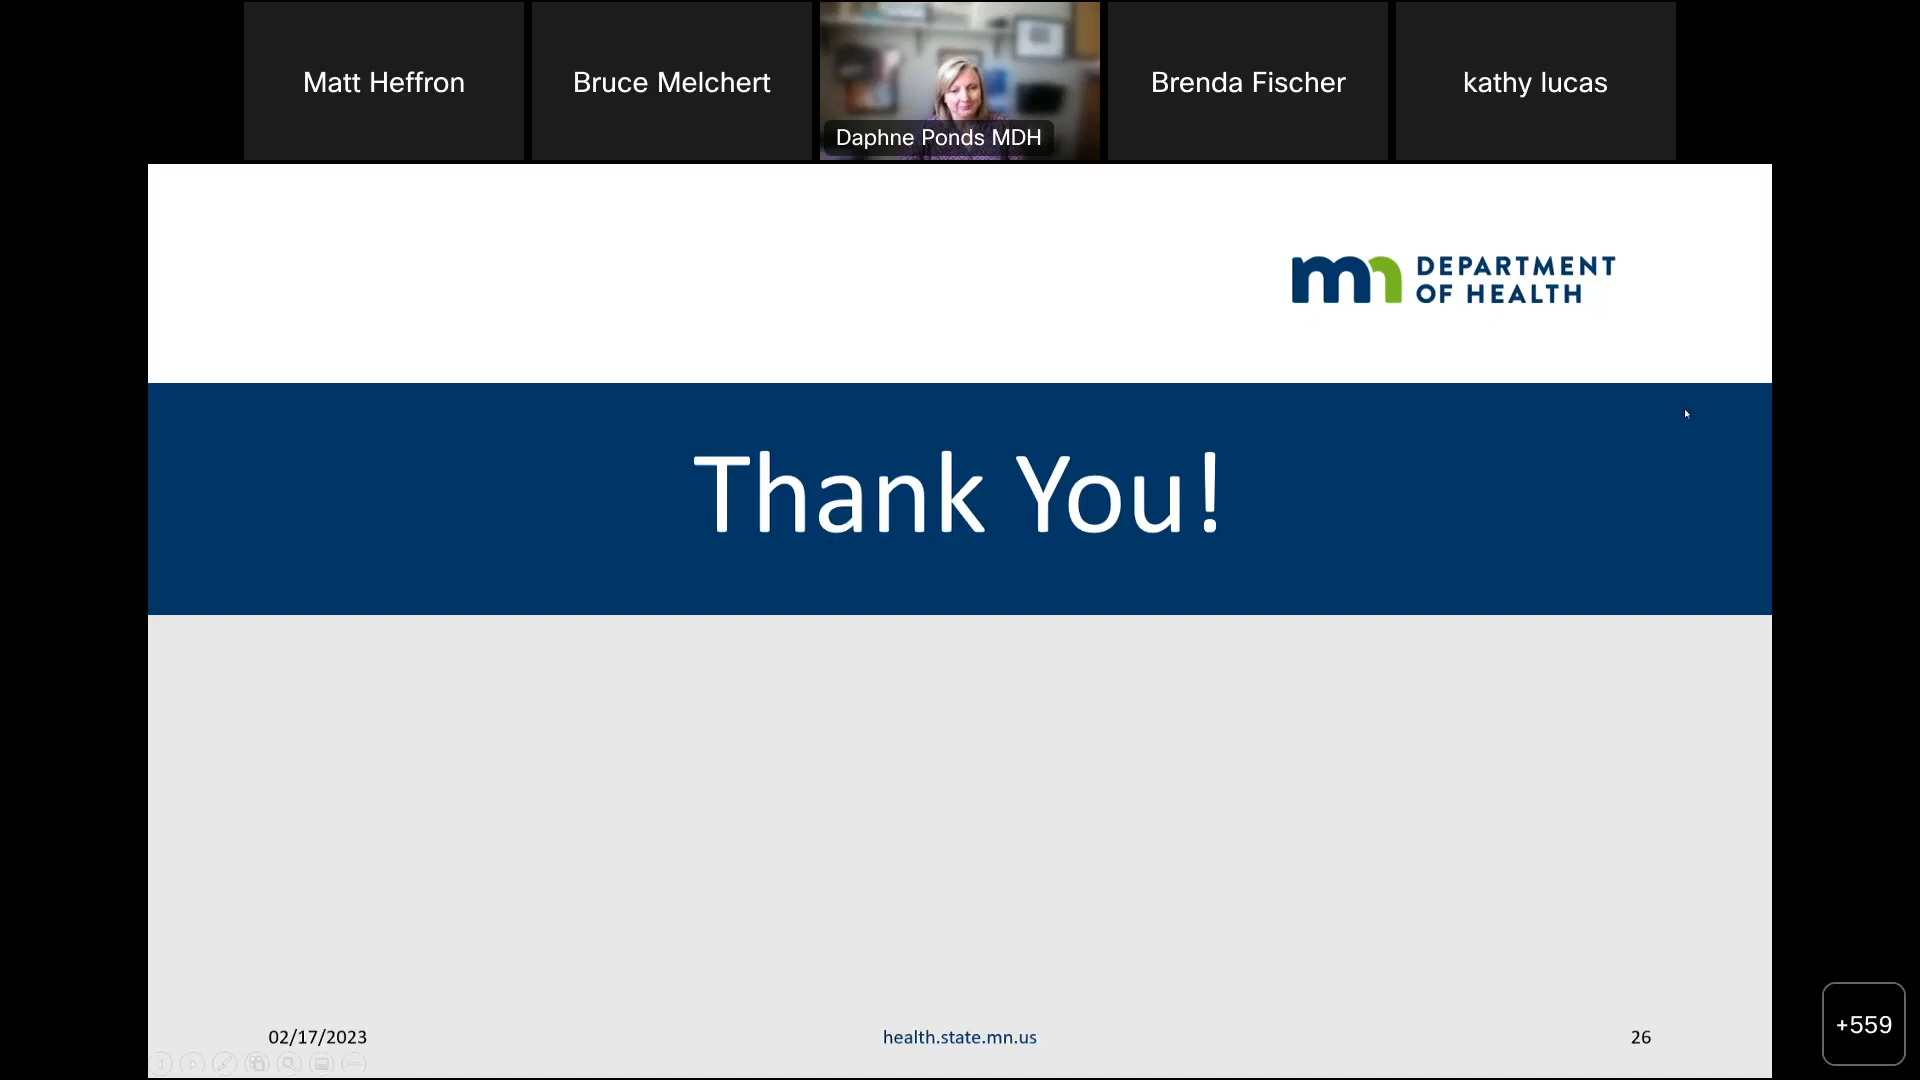 Matt Heffron
Bruce Melchert
Daphne Ponds MDH
Brenda Fischer
kathy lucas
mn DEPARTMENT
OF HEALTH
Thank You!
02/17/2023
health.state.mn.us
26
+559